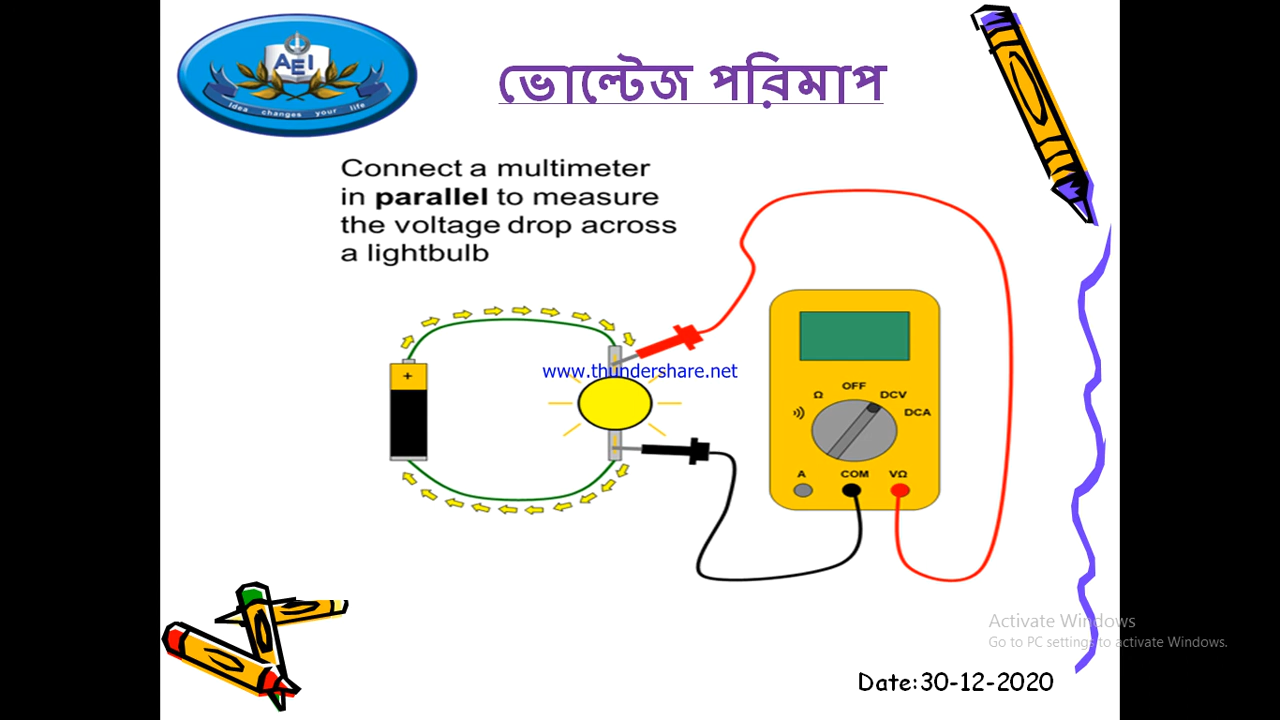 AEI
Idea changes your life
ভোল্টেজ পরিমাপ
Connect a multimeter
in parallel to measure
the voltage drop across
a lightbulb
www.thundershare.net
+
OFF
Ω
DCV
DCA
A
COM
VΩ
Activate Windows
Go to PC settings to activate Windows.
Date:30-12-2020